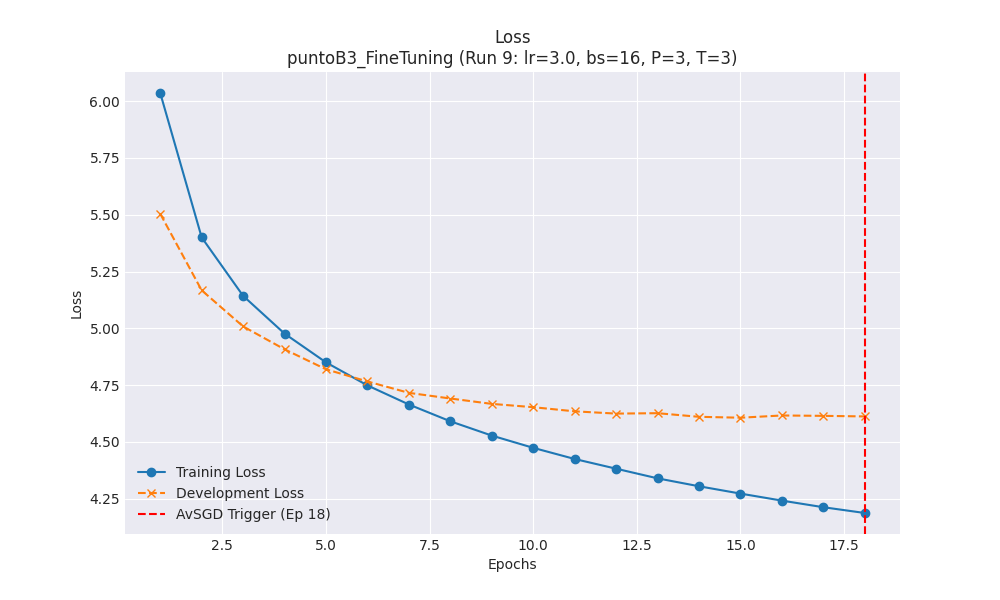 Loss
puntoB3_FineTuning (Run 9: lr=3.0, bs=16, P=3, T=3)
6.00
5.75
5.50
5.25
5.00
4.75
4.50
4.25
Loss
Training Loss
Development Loss
AvSGD Trigger (Ep 18)
2.5 5.0 7.5 10.0 12.5 15.0 17.5
Epochs